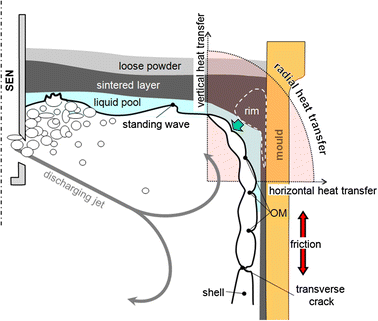 SEN
loose powder
sintered layer
liquid pool
standing wave
discharging jet
vertical heat transfer
radial heat transfer
rim
mould
horizontal heat transfer
OM
friction
shell
transverse
crack